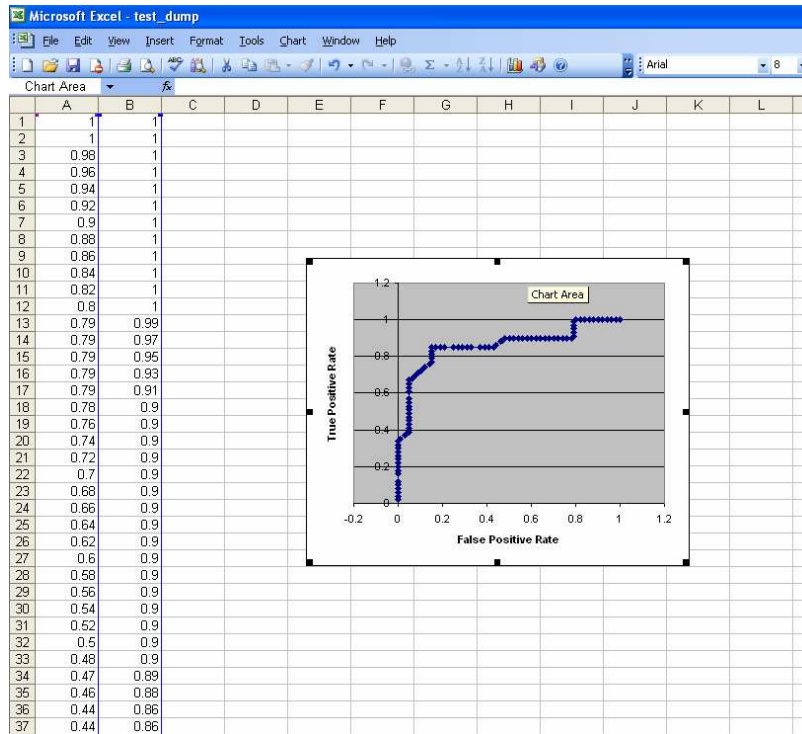 Microsoft Excel - test_dump
File Edit View Insert Format Tools Chart Window Help
Arial 8
Chart Area fx
A B C D E F G H I J K L
1 1 1
2 1 1
3 0.98 1
4 0.96 1
5 0.94 1
6 0.92 1
7 0.9 1
8 0.88 1
9 0.86 1
10 0.84 1
11 0.82 1
12 0.8 1
13 0.79 0.99
14 0.79 0.97
15 0.79 0.95
16 0.79 0.93
17 0.79 0.91
18 0.78 0.9
19 0.76 0.9
20 0.74 0.9
21 0.72 0.9
22 0.7 0.9
23 0.68 0.9
24 0.66 0.9
25 0.64 0.9
26 0.62 0.9
27 0.6 0.9
28 0.58 0.9
29 0.56 0.9
30 0.54 0.9
31 0.52 0.9
32 0.5 0.9
33 0.48 0.9
34 0.47 0.89
35 0.46 0.88
36 0.44 0.86
37 0.44 0.86
Chart Area
True Positive Rate
1.2
1
0.8
0.6
0.4
0.2
0
-0.2 0 0.2 0.4 0.6 0.8 1 1.2
False Positive Rate